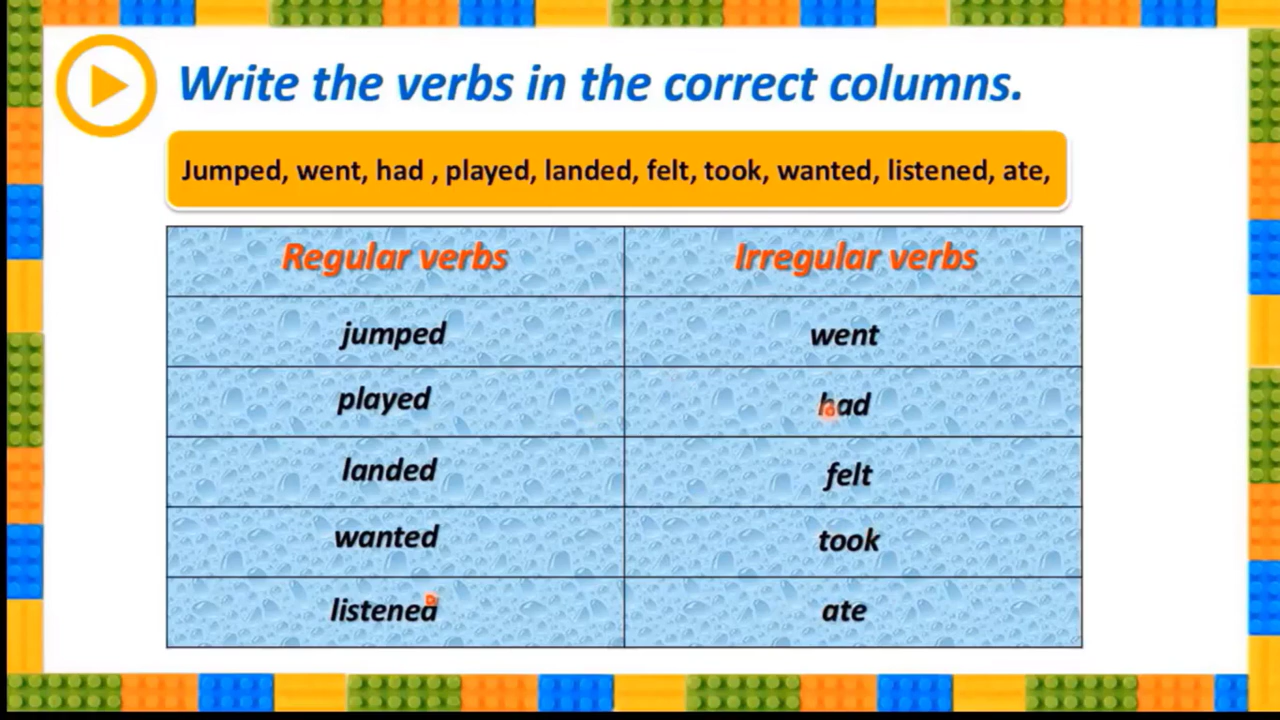 Write the verbs in the correct columns.
Jumped, went, had , played, landed, felt, took, wanted, listened, ate,
Regular verbs Irregular verbs
jumped went
played had
landed felt
wanted took
listened ate